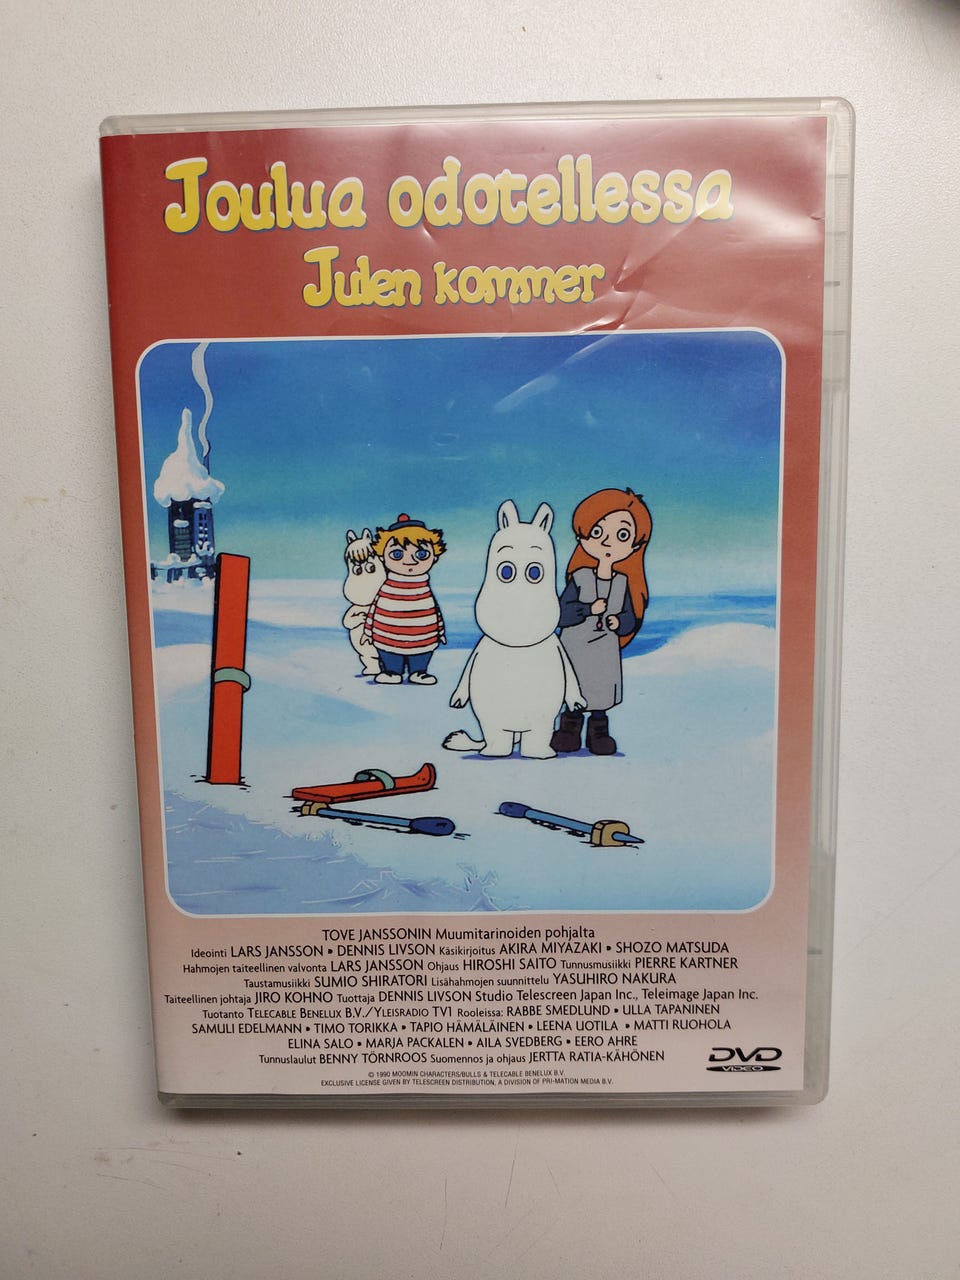 Joulua odotellessa
Julen kommer
TOVE JANSSONIN Muumitarinoiden pohjalta
Ideointi LARS JANSSON • DENNIS LIVSON Käsikirjoitus AKIRA MIYAZAKI • SHOZO MATSUDA
Hahmojen taiteellinen valvonta LARS JANSSON Ohjaus HIROSHI SAITO Tunnusmusiikki PIERRE KARTNER
Taustamusiikki SUMIO SHIRATORI Lisähahmojen suunnittelu YASUHIRO NAKURA
Taiteellinen johtaja JIRO KOHNO Tuottaja DENNIS LIVSON Studio Telescreen Japan Inc., Teleimage Japan Inc.
Tuotanto TELECABLE BENELUX B.V./YLEISRADIO TV1 Rooleissa: RABBE SMEDLUND • ULLA TAPANINEN
SAMULI EDELMANN • TIMO TORIKKA • TAPIO HÄMÄLÄINEN • LEENA UOTILA • MATTI RUOHOLA
ELINA SALO • MARJA PACKALEN • AILA SVEDBERG • EERO AHRE
Tunnuslaulut BENNY TÖRNROOS Suomennos ja ohjaus JERTTA RATIA-KÄHÖNEN
© 1990 MOOMIN CHARACTERS/BULLS & TELECABLE BENELUX B.V.
EXCLUSIVE LICENSE GIVEN BY TELESCREEN DISTRIBUTION, A DIVISION OF PRI-MATION MEDIA B.V.
DVD
VIDEO